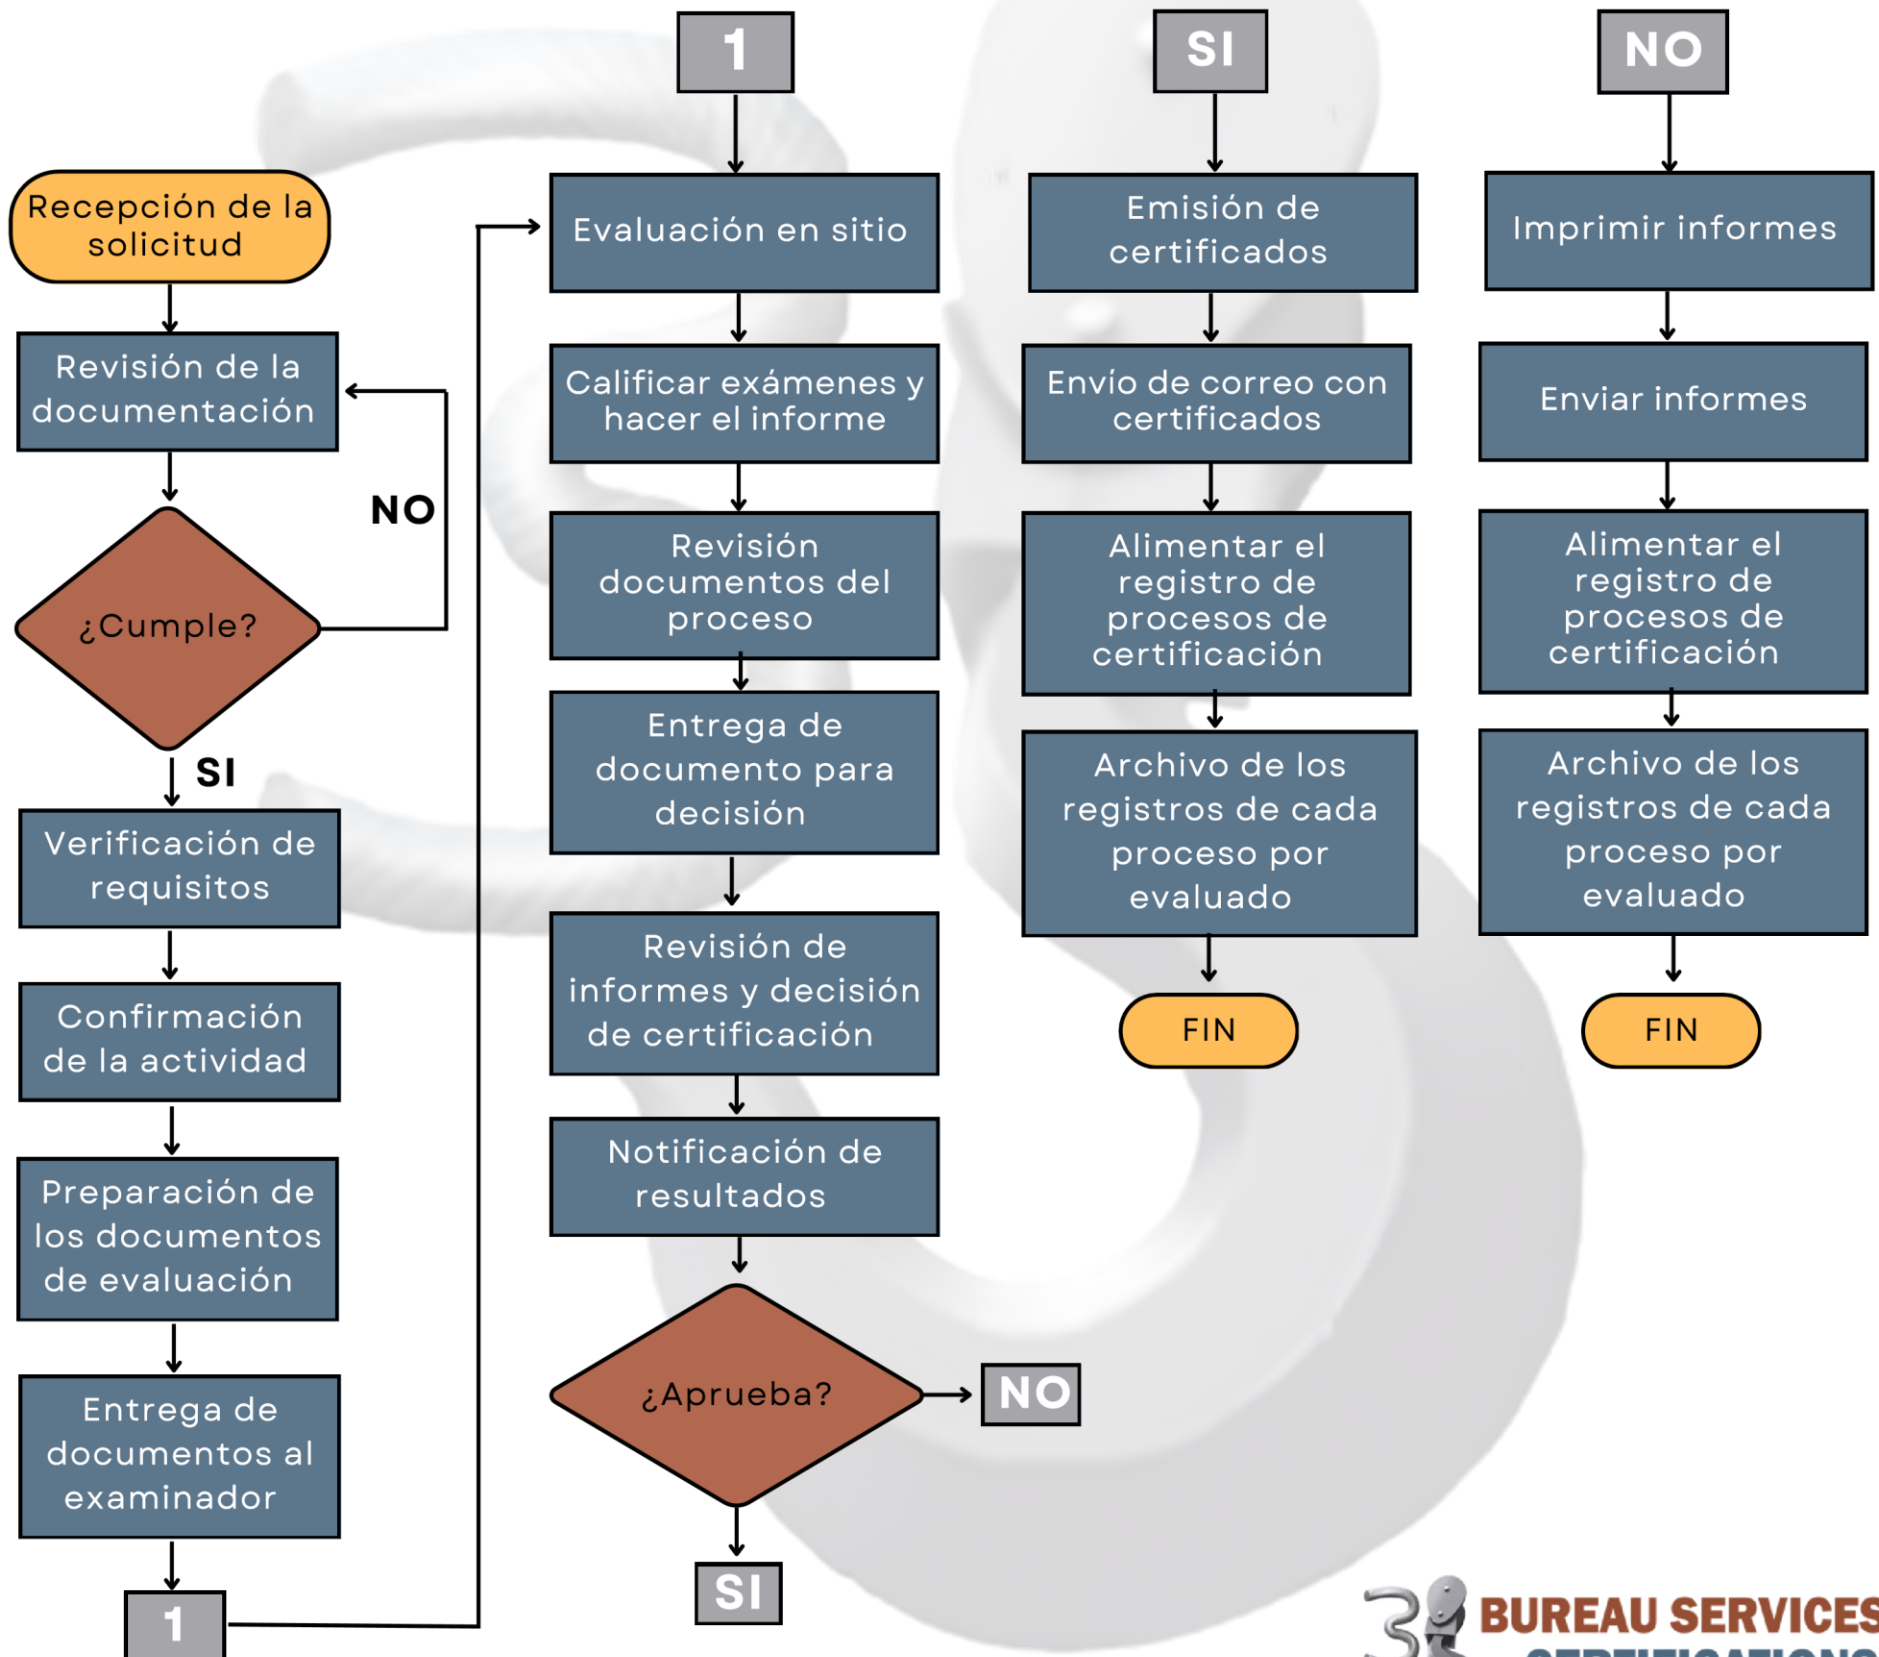 Recepción de la
solicitud
Revisión de la
documentación
NO
¿Cumple?
SI
Verificación de
requisitos
Confirmación
de la actividad
Preparación de
los documentos
de evaluación
Entrega de
documentos al
examinador
1
1
Evaluación en sitio
Calificar exámenes y
hacer el informe
Revisión
documentos del
proceso
Entrega de
documento para
decisión
Revisión de
informes y decisión
de certificación
Notificación de
resultados
¿Aprueba?
NO
SI
SI
Emisión de
certificados
Envío de correo con
certificados
Alimentar el
registro de
procesos de
certificación
Archivo de los
registros de cada
proceso por
evaluado
FIN
NO
Imprimir informes
Enviar informes
Alimentar el
registro de
procesos de
certificación
Archivo de los
registros de cada
proceso por
evaluado
FIN
BUREAU SERVICES
CERTIFICATIONS